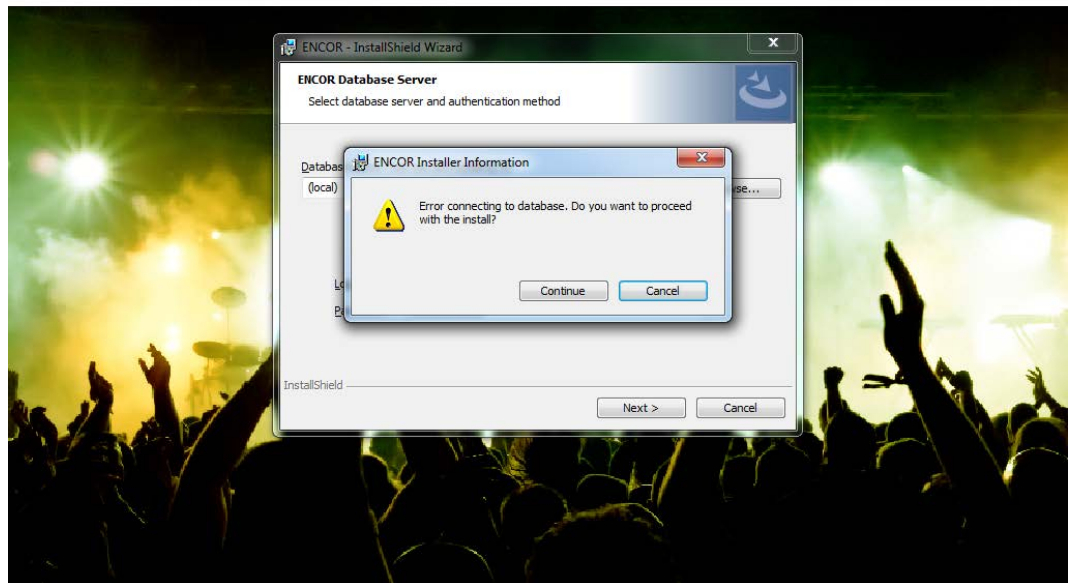 ENCOR - InstallShield Wizard
ENCOR Database Server
Select database server and authentication method
(local)
ENCOR Installer Information
Error connecting to database. Do you want to proceed
with the install?
Continue
Cancel
InstallShield
Next >
Cancel